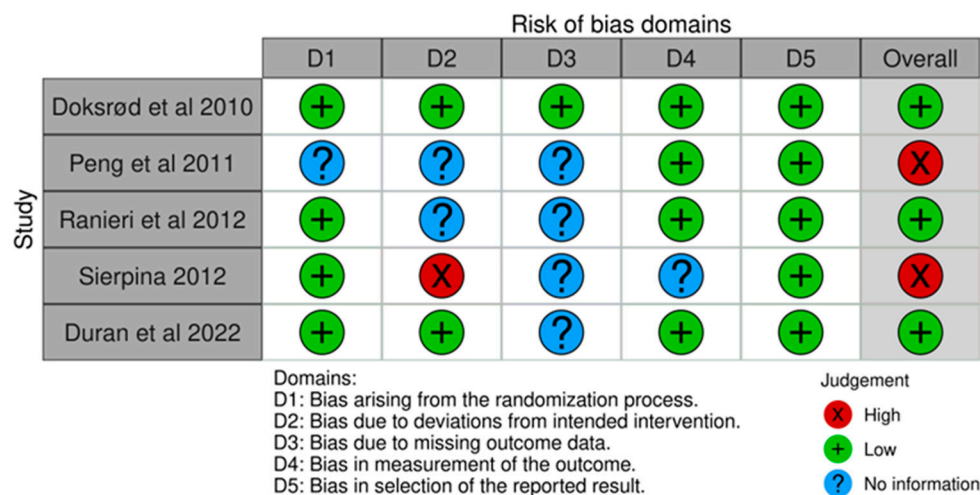 Risk of bias domains
D1 D2 D3 D4 D5 Overall
Study
Doksrød et al 2010 + + + + + +
Peng et al 2011 ? ? ? + + X
Ranieri et al 2012 + ? ? + + +
Sierpina 2012 + X ? ? + X
Duran et al 2022 + + ? + + +
Domains:
D1: Bias arising from the randomization process.
D2: Bias due to deviations from intended intervention.
D3: Bias due to missing outcome data.
D4: Bias in measurement of the outcome.
D5: Bias in selection of the reported result.
Judgement
X High
+ Low
? No information